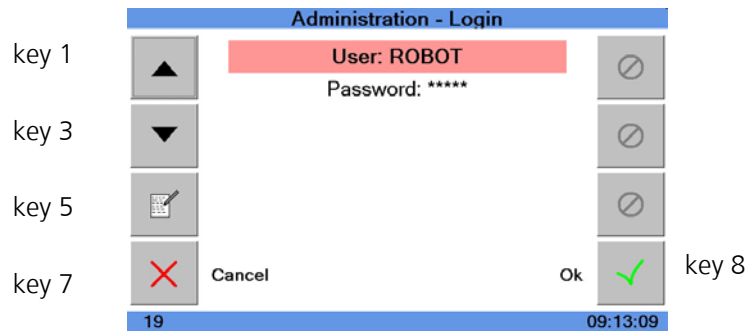 Administration - Login
key 1
User: ROBOT
Password: *****
key 3
key 5
key 7
Cancel
Ok
key 8
19
09:13:09